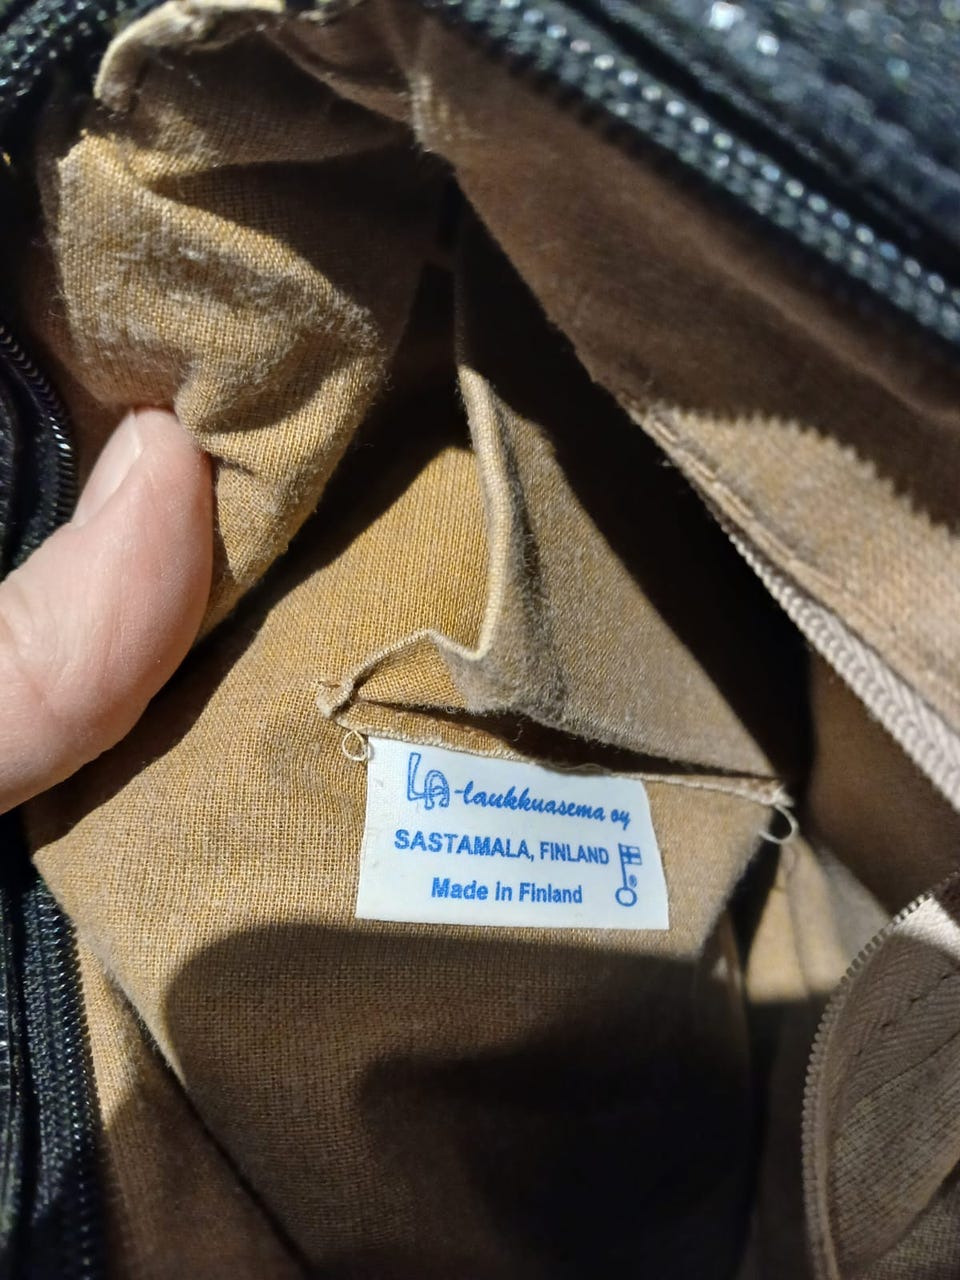 LA-laukkuasema oy
SASTAMALA, FINLAND
Made in Finland
®